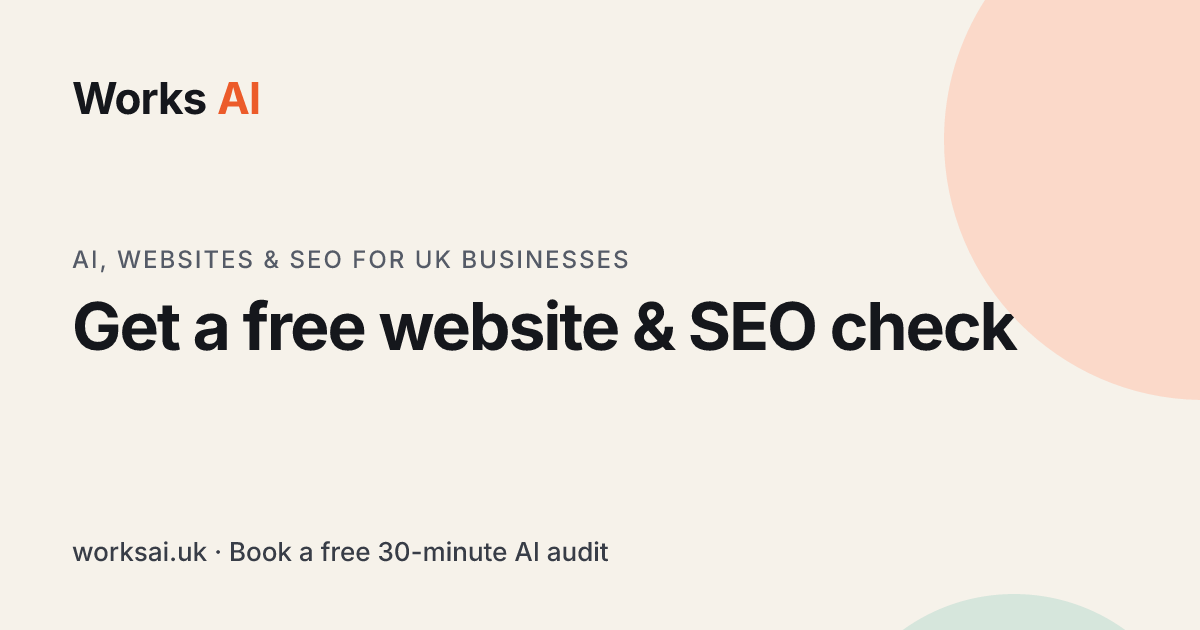 Works AI
AI, WEBSITES & SEO FOR UK BUSINESSES
Get a free website & SEO check
worksai.uk · Book a free 30-minute AI audit